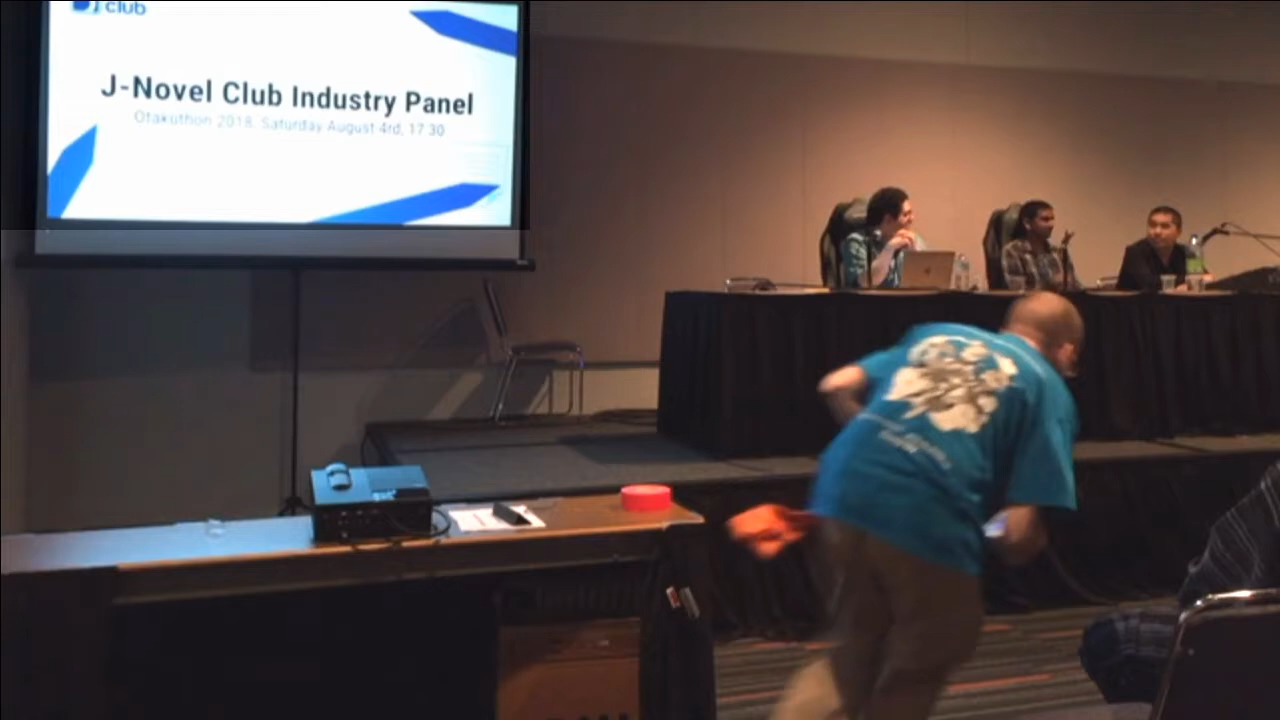 club
J-Novel Club Industry Panel
Otakuthon 2018. Saturday August 4rd, 17 30